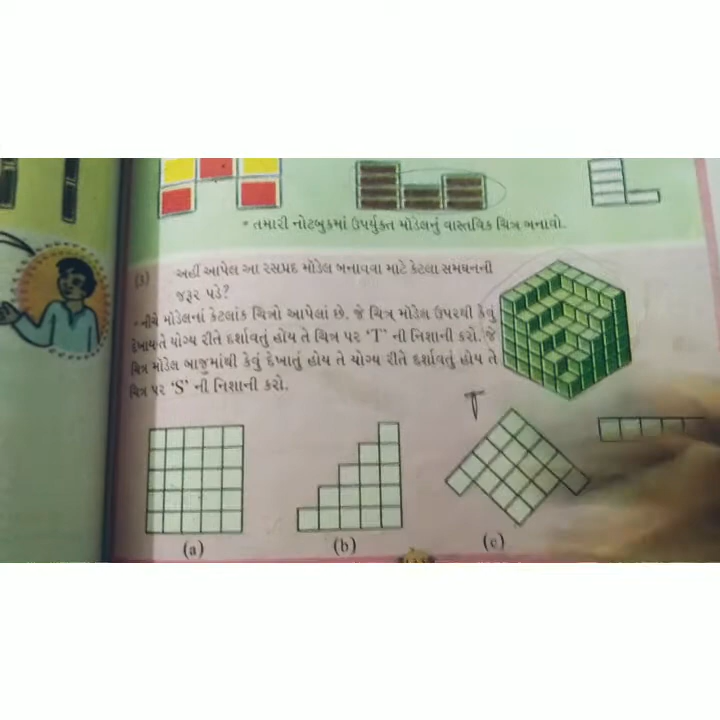 * તમારી નોટબુકમાં ઉપર્યુક્ત મૉડેલનું વાસ્તવિક ચિત્ર બનાવો.
(3) અહીં આપેલ આ રસપ્રદ મૉડેલ બનાવવા માટે કેટલા સમઘનની
જરૂર પડે?
* નીચે મૉડેલનાં કેટલાંક ચિત્રો આપેલાં છે. જે ચિત્ર મૉડેલ ઉપરથી કેવું
દેખાય તે યોગ્ય રીતે દર્શાવતું હોય તે ચિત્ર પર ‘T’ ની નિશાની કરો. જે
ચિત્ર મૉડેલ બાજુમાંથી કેવું દેખાતું હોય તે યોગ્ય રીતે દર્શાવતું હોય તે
ચિત્ર પર ‘S’ ની નિશાની કરો.
T
(a) (b) (c)